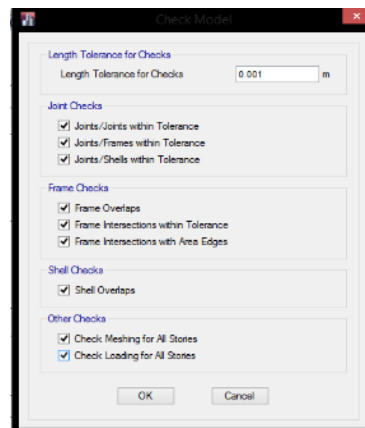 Check Model
Length Tolerance for Checks
Length Tolerance for Checks 0.001 m
Joint Checks
Joints/Joints within Tolerance
Joints/Frames within Tolerance
Joints/Shells within Tolerance
Frame Checks
Frame Overlaps
Frame Intersections within Tolerance
Frame Intersections with Area Edges
Shell Checks
Shell Overlaps
Other Checks
Check Meshing for All Stories
Check Loading for All Stories
OK Cancel